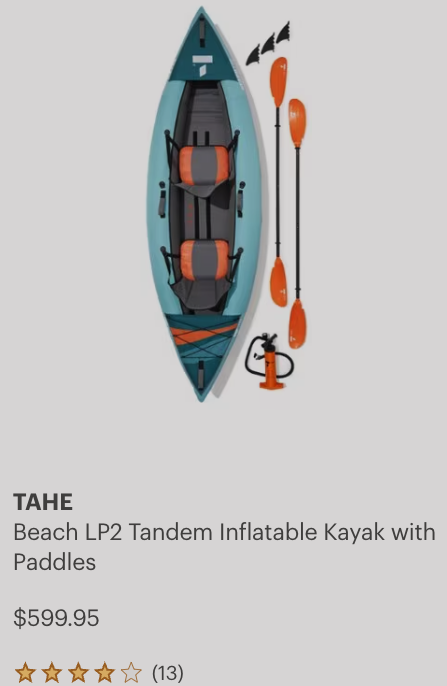 TAHE
Beach LP2 Tandem Inflatable Kayak with
Paddles
$599.95
(13)